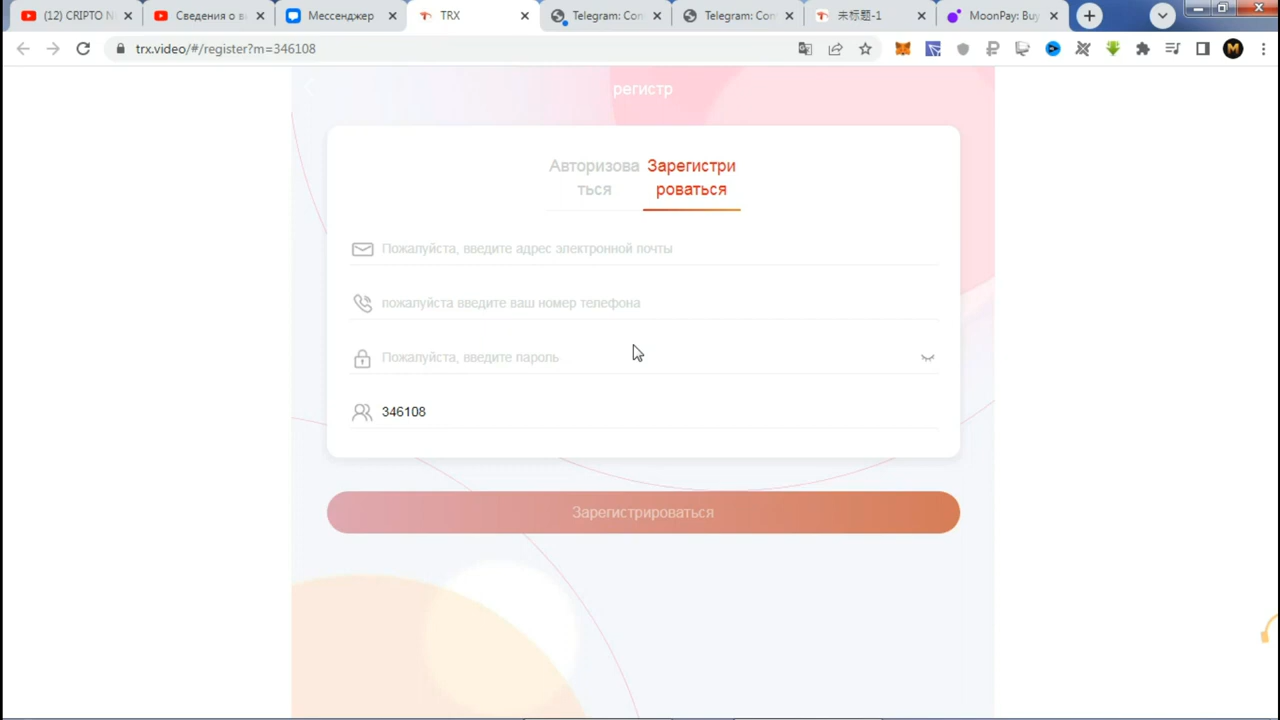 (12) CRIPTO NI
Сведения о ва
Мессенджер
TRX
Telegram: Con
Telegram: Con
未标题-1
MoonPay: Buy
trx.video/#/register?m=346108
регистр
Авторизова
ться
Зарегистри
роваться
Пожалуйста, введите адрес электронной почты
пожалуйста введите ваш номер телефона
Пожалуйста, введите пароль
346108
Зарегистрироваться